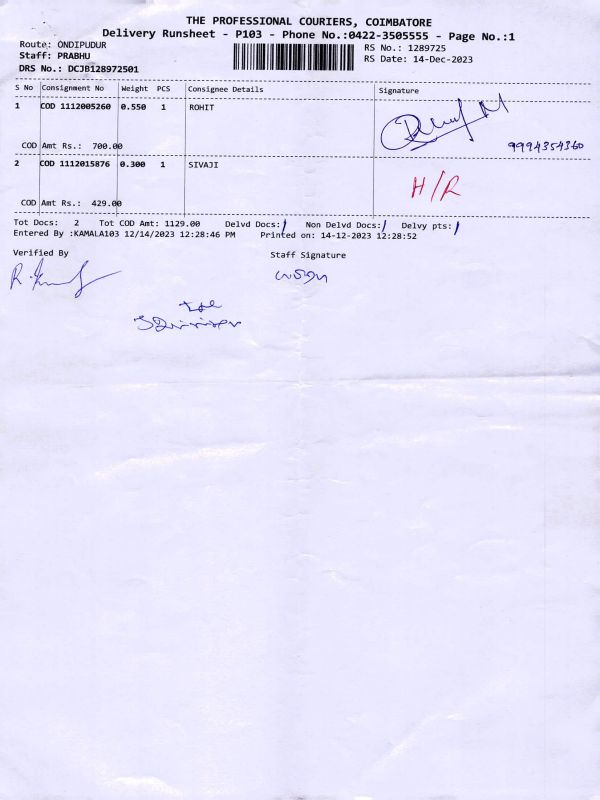 THE PROFESSIONAL COURIERS, COIMBATORE
Delivery Runsheet - P103 - Phone No.:0422-3505555 - Page No.:1
Route: ONDIPUDUR
RS No.: 1289725
Staff: PRABHU
RS Date: 14-Dec-2023
DRS No.: DCJB128972501
S No Consignment No Weight PCS Consignee Details Signature
1 COD 1112005260 0.550 1 ROHIT
9994354360
COD Amt Rs.: 700.00
2 COD 1112015876 0.300 1 SIVAJI
H/R
COD Amt Rs.: 429.00
Tot Docs: 2 Tot COD Amt: 1129.00 Delvd Docs:/ Non Delvd Docs:/ Delvy pts:/
Entered By :KAMALA103 12/14/2023 12:28:46 PM Printed on: 14-12-2023 12:28:52
Verified By Staff Signature